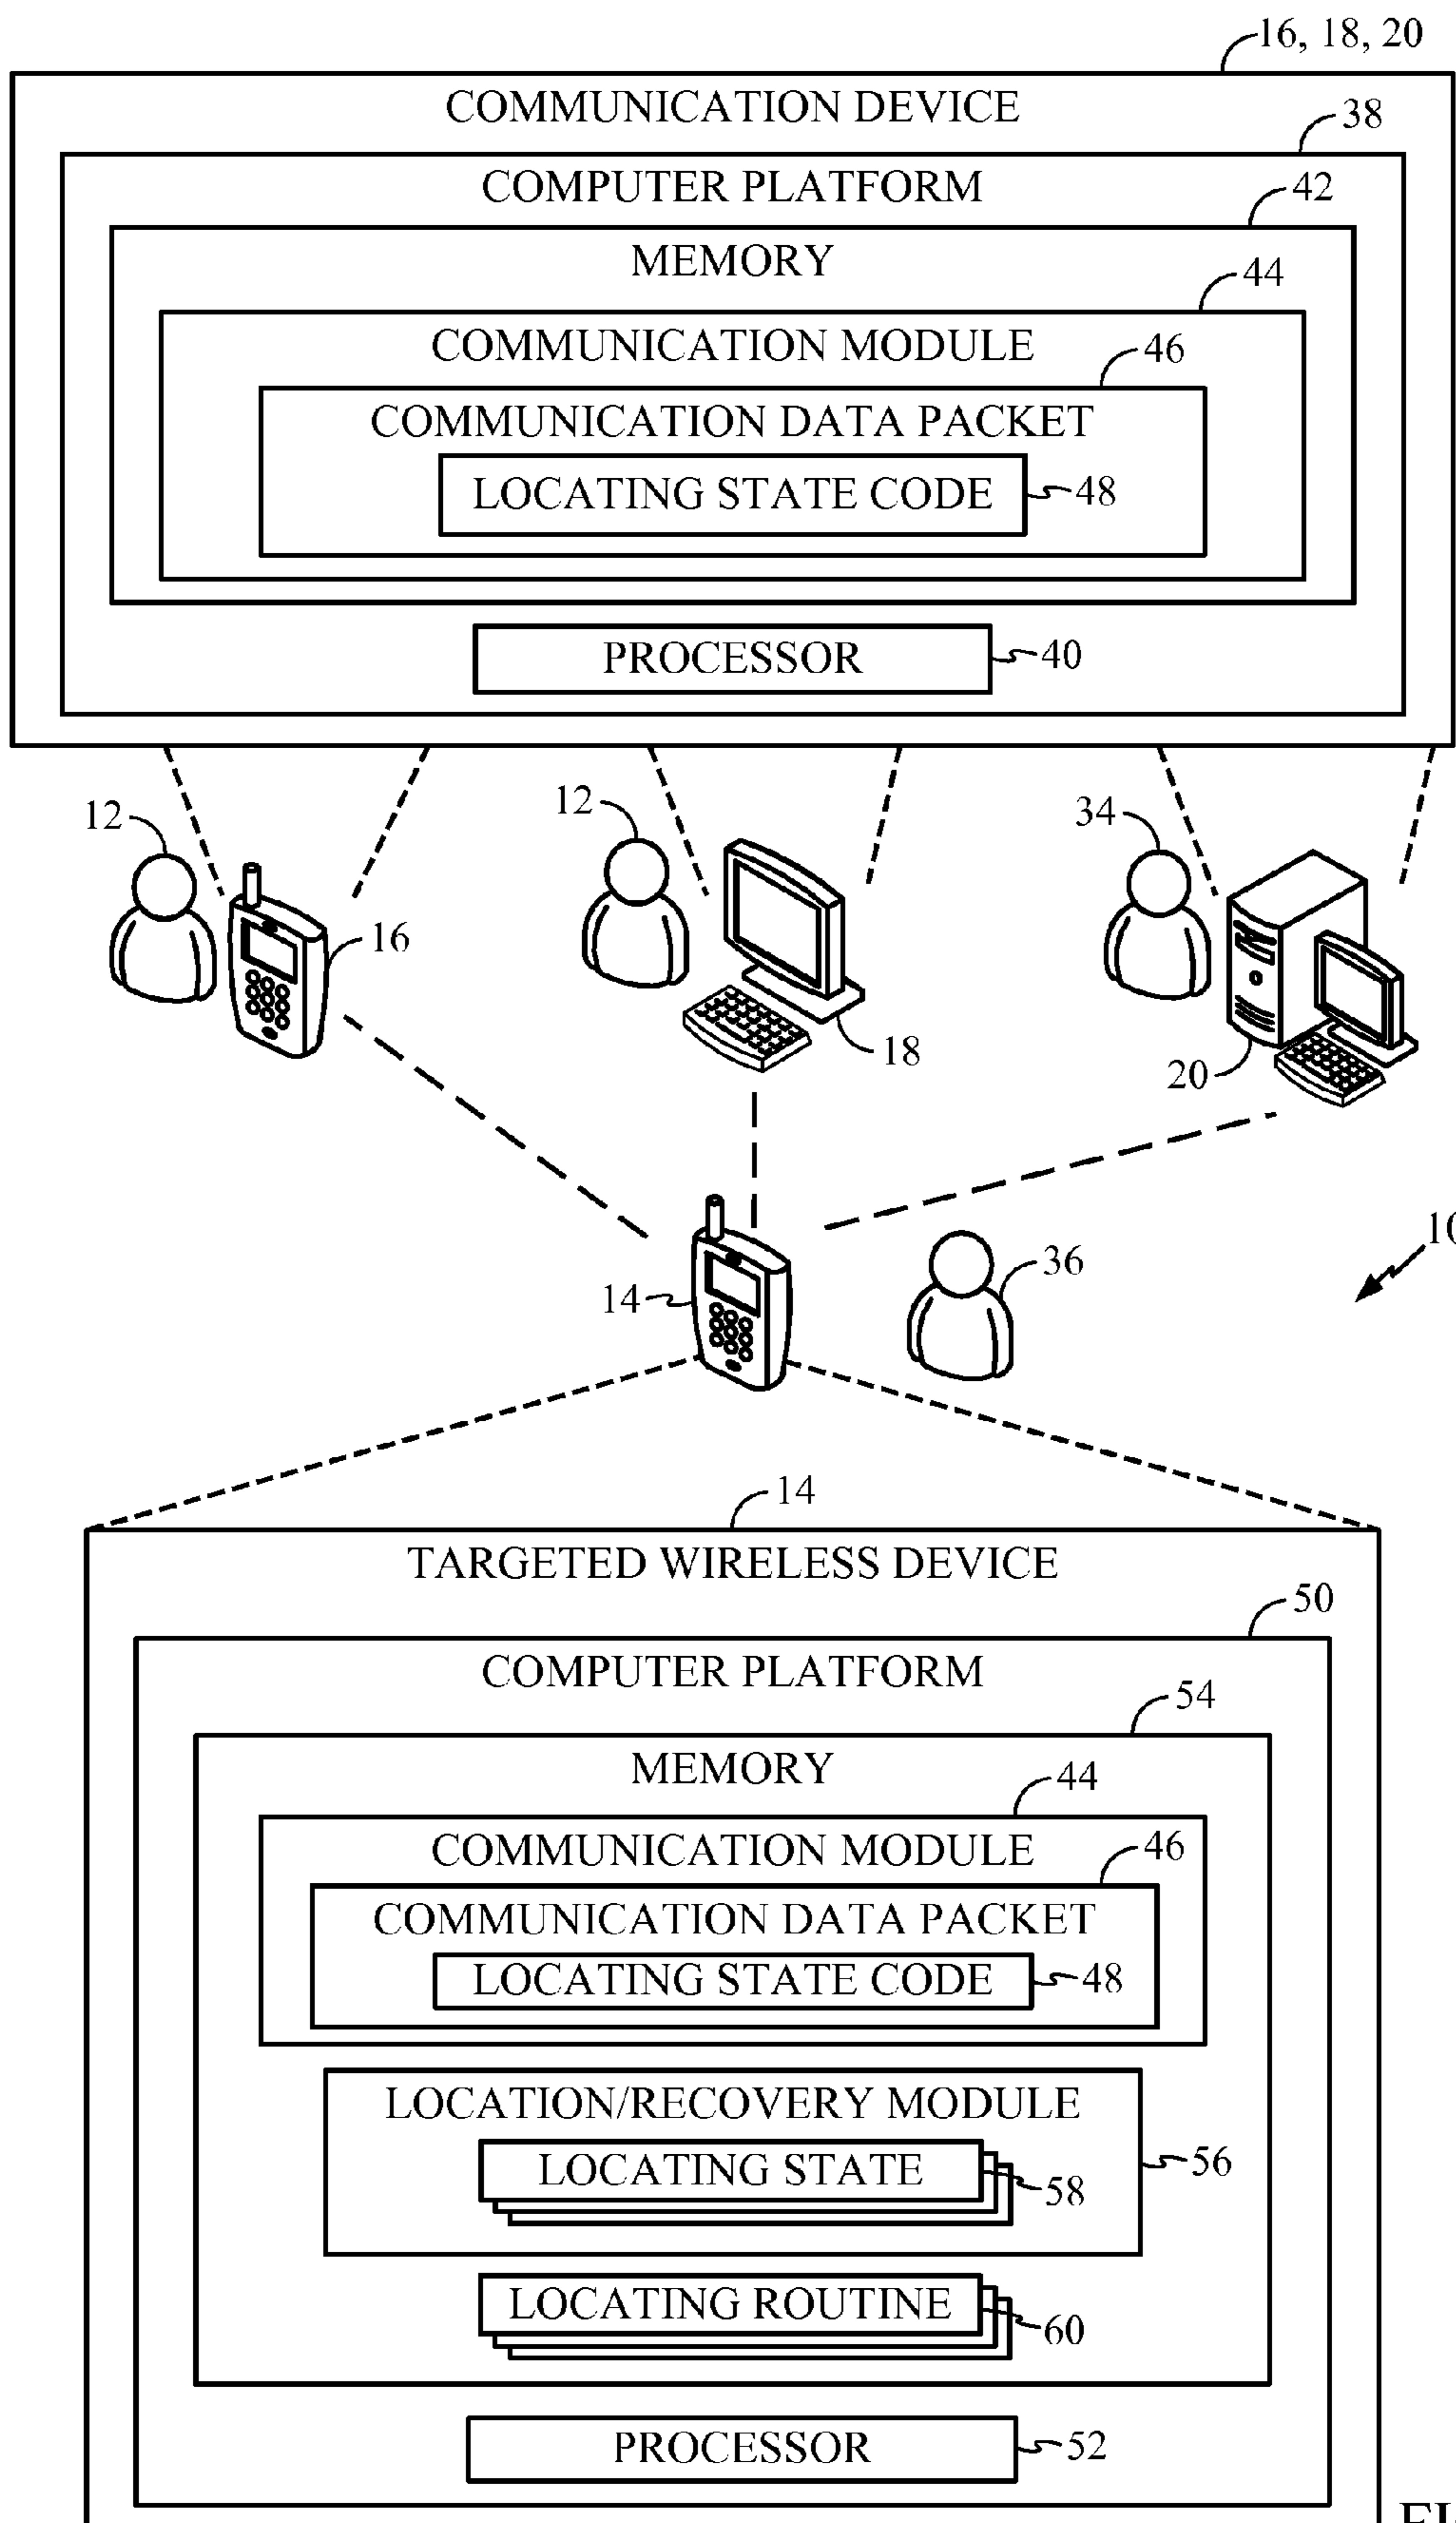 16, 18, 20
COMMUNICATION DEVICE
38
COMPUTER PLATFORM
42
MEMORY
44
COMMUNICATION MODULE
46
COMMUNICATION DATA PACKET
LOCATING STATE CODE
48
PROCESSOR
40
12
12
34
16
18
20
10
14
36
14
TARGETED WIRELESS DEVICE
50
COMPUTER PLATFORM
54
MEMORY
44
COMMUNICATION MODULE
46
COMMUNICATION DATA PACKET
LOCATING STATE CODE
48
LOCATION/RECOVERY MODULE
LOCATING STATE
56
58
LOCATING ROUTINE
60
PROCESSOR
52